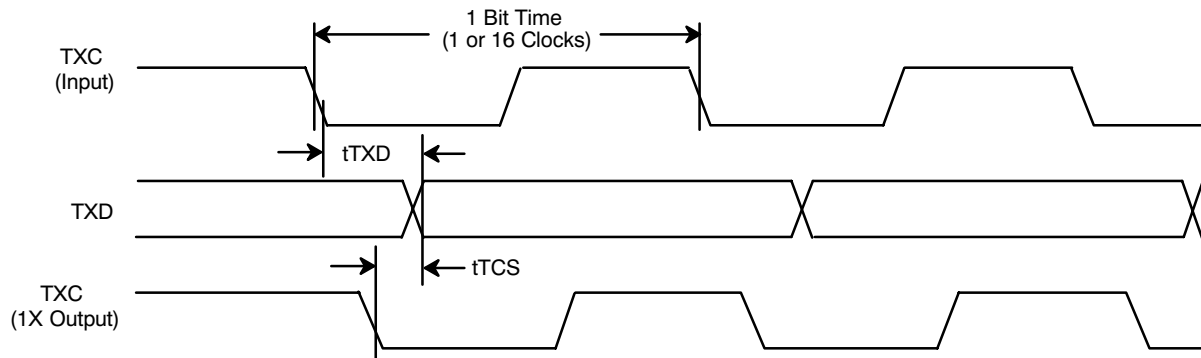 1 Bit Time
(1 or 16 Clocks)
TXC
(Input)
tTXD
TXD
tTCS
TXC
(1X Output)